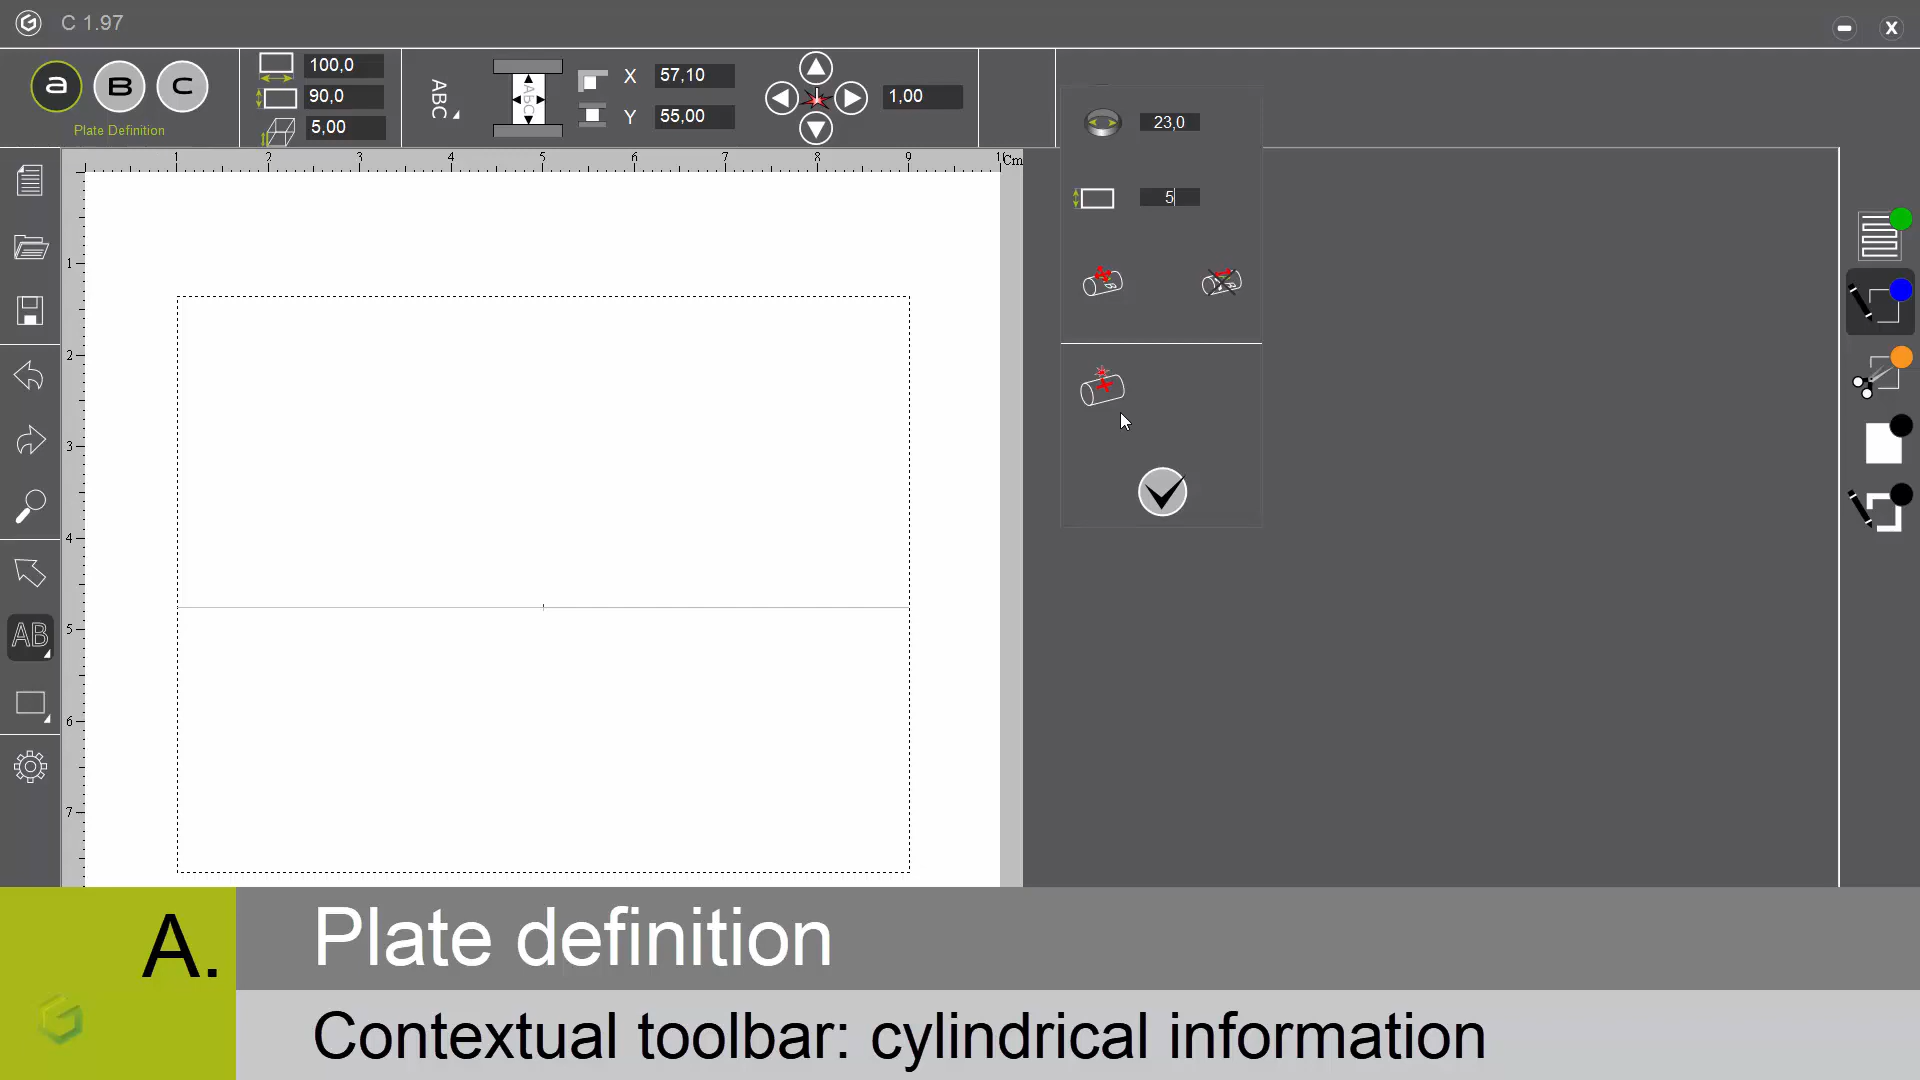 C 1.97
a B C
Plate Definition
100,0
90,0
5,00
ABC
ABC
X 57,10
Y 55,00
1,00
23,0
5
1 2 3 4 5 6 7 8 9 Cm
1
2
3
4
5
6
7
AB
A.
Plate definition
Contextual toolbar: cylindrical information